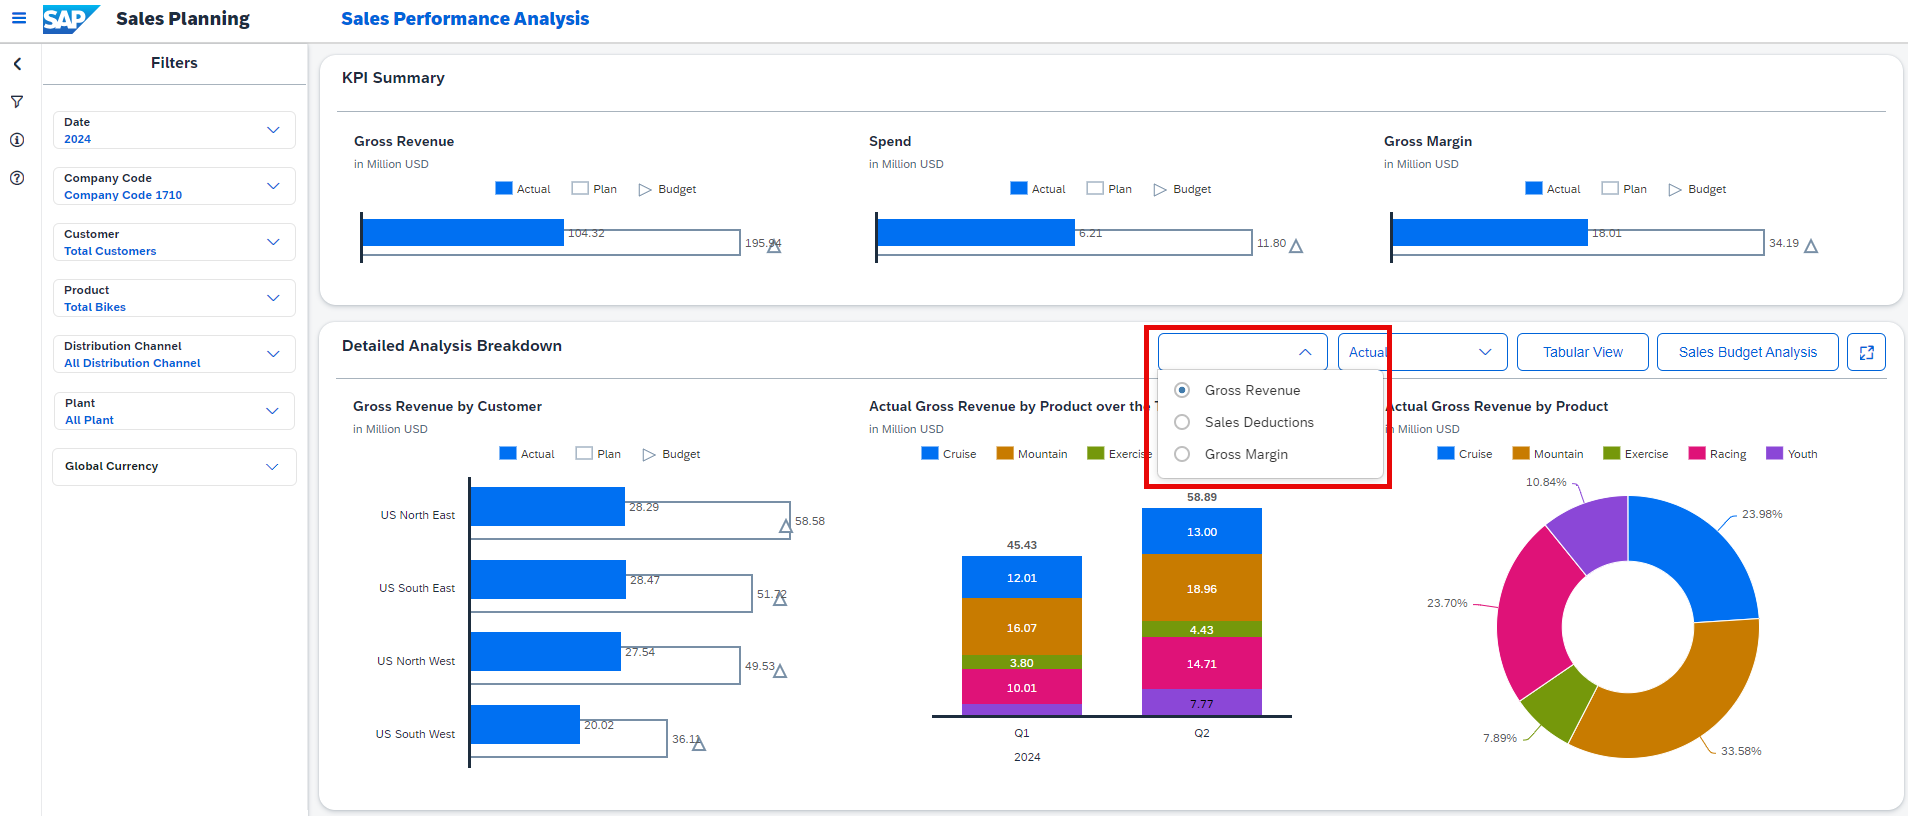 SAP
Sales Planning
Sales Performance Analysis
Filters
Date
2024
Company Code
Company Code 1710
Customer
Total Customers
Product
Total Bikes
Distribution Channel
All Distribution Channel
Plant
All Plant
Global Currency
KPI Summary
Gross Revenue
in Million USD
Actual Plan Budget
104.32
195.94
Spend
in Million USD
Actual Plan Budget
6.21
11.80
Gross Margin
in Million USD
Actual Plan Budget
18.01
34.19
Detailed Analysis Breakdown
Actual
Tabular View
Sales Budget Analysis
Gross Revenue
Sales Deductions
Gross Margin
Gross Revenue by Customer
in Million USD
Actual Plan Budget
US North East
28.29
58.58
US South East
28.47
51.72
US North West
27.54
49.53
US South West
20.02
36.11
Actual Gross Revenue by Product over the
in Million USD
Cruise Mountain Exercise
45.43
12.01
16.07
3.80
10.01
58.89
13.00
18.96
4.43
14.71
7.77
Q1 Q2
2024
Actual Gross Revenue by Product
in Million USD
Cruise Mountain Exercise Racing Youth
10.84%
23.98%
23.70%
7.89%
33.58%